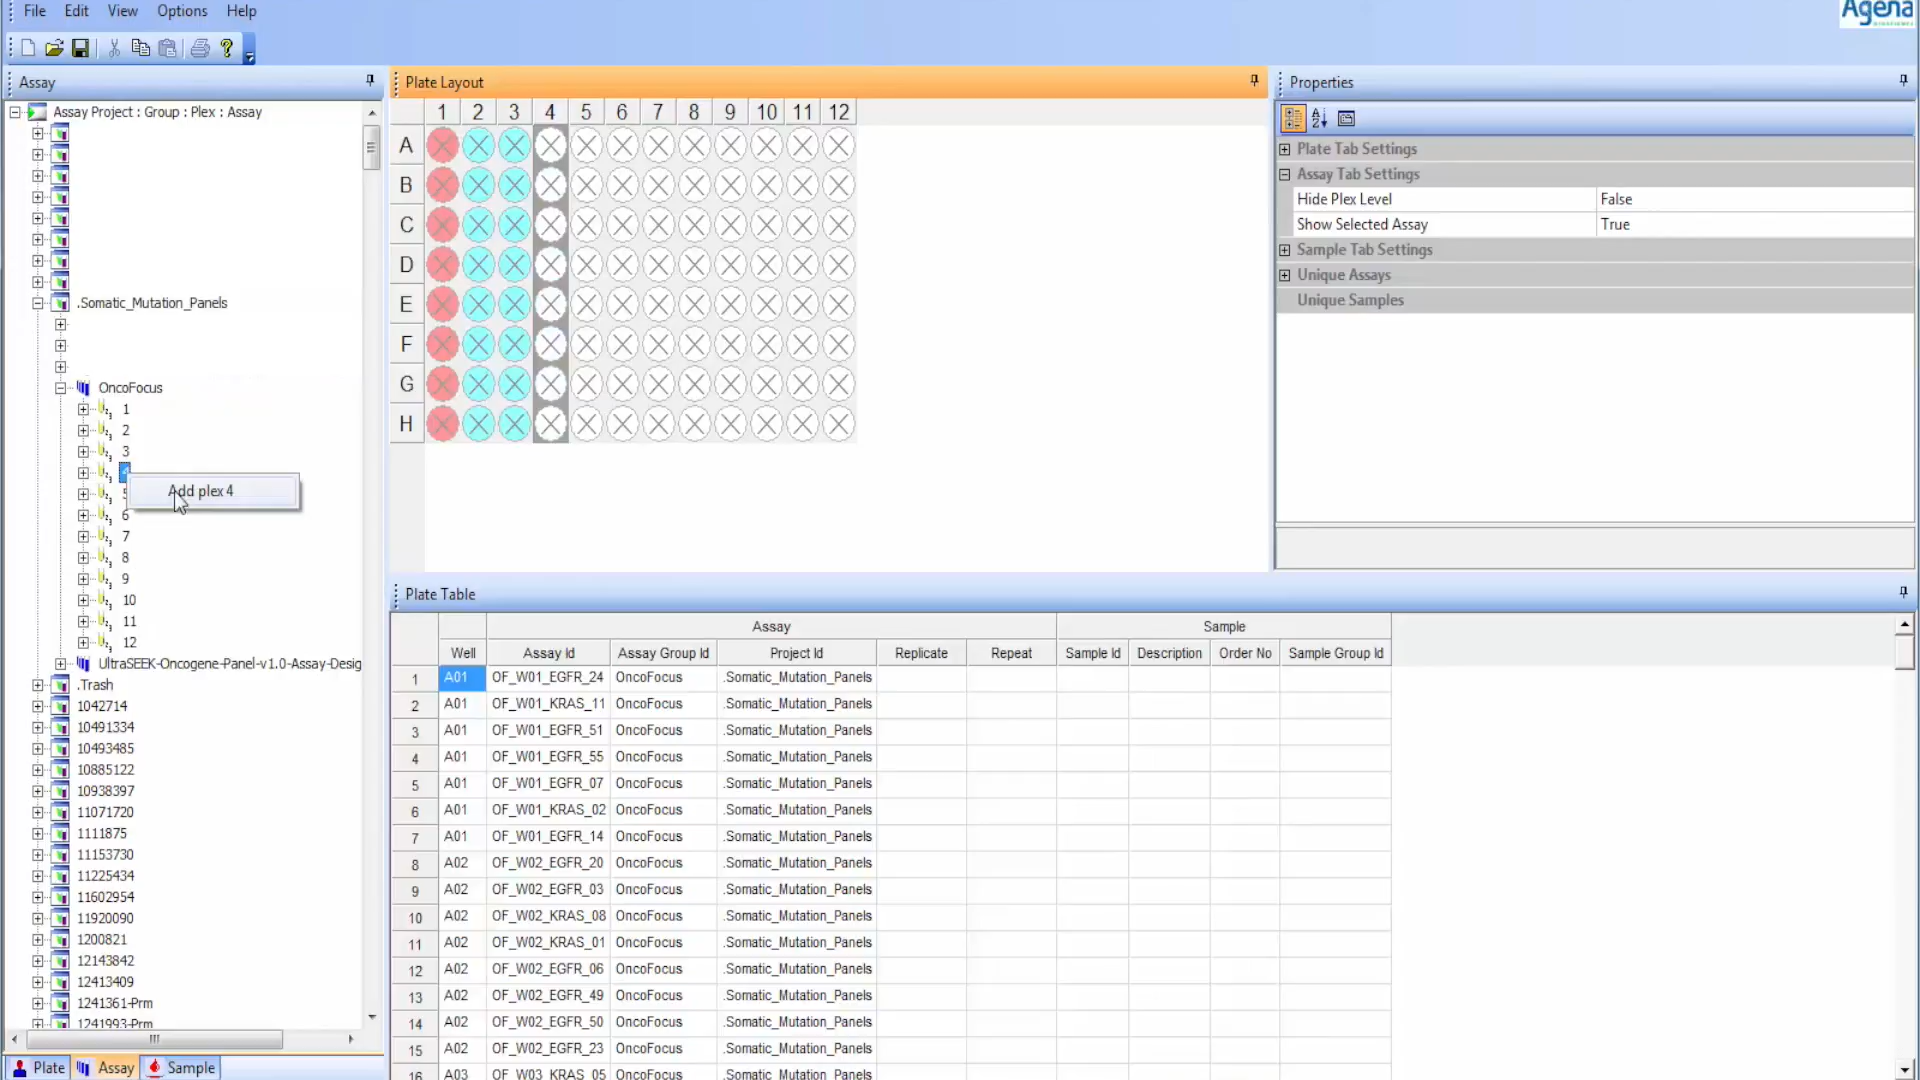 File Edit View Options Help
Agena
Assay
Assay Project : Group : Plex : Assay
.Somatic_Mutation_Panels
OncoFocus
1
2
3
4
Add plex 4
5
6
7
8
9
10
11
12
UltraSEEK-Oncogene-Panel-v1.0-Assay-Desig
.Trash
1042714
10491334
10493485
10885122
10938397
11071720
1111875
11153730
11225434
11602954
11920090
1200821
12143842
12413409
1241361-Prm
1241993-Prm
Plate Assay Sample
Plate Layout
1 2 3 4 5 6 7 8 9 10 11 12
A
B
C
D
E
F
G
H
Properties
Plate Tab Settings
Assay Tab Settings
Hide Plex Level False
Show Selected Assay True
Sample Tab Settings
Unique Assays
Unique Samples
Plate Table
Assay Sample
Well Assay Id Assay Group Id Project Id Replicate Repeat Sample Id Description Order No Sample Group Id
1 A01 OF_W01_EGFR_24 OncoFocus .Somatic_Mutation_Panels
2 A01 OF_W01_KRAS_11 OncoFocus .Somatic_Mutation_Panels
3 A01 OF_W01_EGFR_51 OncoFocus .Somatic_Mutation_Panels
4 A01 OF_W01_EGFR_55 OncoFocus .Somatic_Mutation_Panels
5 A01 OF_W01_EGFR_07 OncoFocus .Somatic_Mutation_Panels
6 A01 OF_W01_KRAS_02 OncoFocus .Somatic_Mutation_Panels
7 A01 OF_W01_EGFR_14 OncoFocus .Somatic_Mutation_Panels
8 A02 OF_W02_EGFR_20 OncoFocus .Somatic_Mutation_Panels
9 A02 OF_W02_EGFR_03 OncoFocus .Somatic_Mutation_Panels
10 A02 OF_W02_KRAS_08 OncoFocus .Somatic_Mutation_Panels
11 A02 OF_W02_KRAS_01 OncoFocus .Somatic_Mutation_Panels
12 A02 OF_W02_EGFR_06 OncoFocus .Somatic_Mutation_Panels
13 A02 OF_W02_EGFR_49 OncoFocus .Somatic_Mutation_Panels
14 A02 OF_W02_EGFR_50 OncoFocus .Somatic_Mutation_Panels
15 A02 OF_W02_EGFR_23 OncoFocus .Somatic_Mutation_Panels
16 A03 OF_W03_KRAS_05 OncoFocus .Somatic_Mutation_Panels